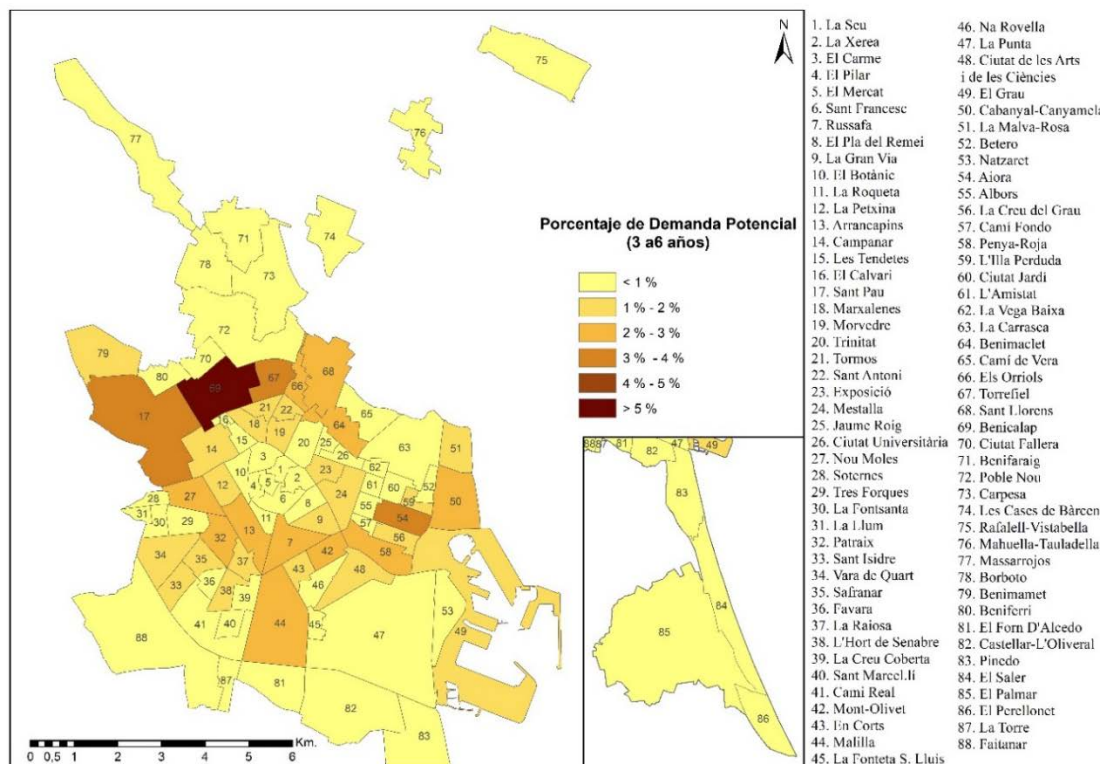 N
Porcentaje de Demanda Potencial
(3 a6 años)
< 1 %
1 % - 2 %
2 % - 3 %
3 % - 4 %
4 % - 5 %
> 5 %
0 0,5 1 2 3 4 5 6 Km.
1. La Seu
2. La Xerea
3. El Carme
4. El Pilar
5. El Mercat
6. Sant Francesc
7. Russafa
8. El Pla del Remei
9. La Gran Via
10. El Botànic
11. La Roqueta
12. La Petxina
13. Arrancapins
14. Campanar
15. Les Tendetes
16. El Calvari
17. Sant Pau
18. Marxalenes
19. Morvedre
20. Trinitat
21. Tormos
22. Sant Antoni
23. Exposició
24. Mestalla
25. Jaume Roig
26. Ciutat Universitària
27. Nou Moles
28. Soternes
29. Tres Forques
30. La Fontsanta
31. La Llum
32. Patraix
33. Sant Isidre
34. Vara de Quart
35. Safranar
36. Favara
37. La Raiosa
38. L'Hort de Senabre
39. La Creu Coberta
40. Sant Marcel.lí
41. Cami Real
42. Mont-Olivet
43. En Corts
44. Malilla
45. La Fonteta S. Lluis
46. Na Rovella
47. La Punta
48. Ciutat de les Arts
i de les Ciències
49. El Grau
50. Cabanyal-Canyamela
51. La Malva-Rosa
52. Betero
53. Natzaret
54. Aiora
55. Albors
56. La Creu del Grau
57. Camí Fondo
58. Penya-Roja
59. L'Illa Perduda
60. Ciutat Jardí
61. L'Amistat
62. La Vega Baixa
63. La Carrasca
64. Benimaclet
65. Camí de Vera
66. Els Orriols
67. Torrefiel
68. Sant Llorens
69. Benicalap
70. Ciutat Fallera
71. Benifaraig
72. Poble Nou
73. Carpesa
74. Les Cases de Bàrcen
75. Rafalell-Vistabella
76. Mahuella-Tauladella
77. Massarrojos
78. Borboto
79. Benimamet
80. Beniferri
81. El Forn D'Alcedo
82. Castellar-L'Oliveral
83. Pinedo
84. El Saler
85. El Palmar
86. El Perellonet
87. La Torre
88. Faitanar